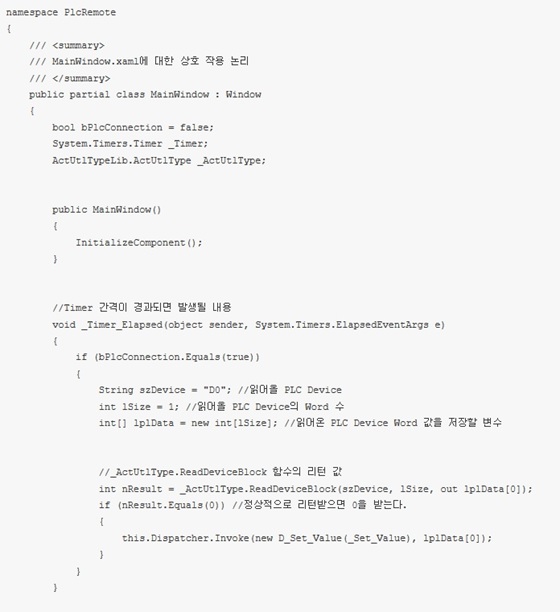 namespace PlcRemote
{
/// <summary>
/// MainWindow.xaml에 대한 상호 작용 논리
/// </summary>
public partial class MainWindow : Window
{
bool bPlcConnection = false;
System.Timers.Timer _Timer;
ActUtlTypeLib.ActUtlType _ActUtlType;
public MainWindow()
{
InitializeComponent();
}
//Timer 간격이 경과되면 발생될 내용
void _Timer_Elapsed(object sender, System.Timers.ElapsedEventArgs e)
{
if (bPlcConnection.Equals(true))
{
String szDevice = "D0"; //읽어올 PLC Device
int lSize = 1; //읽어올 PLC Device의 Word 수
int[] lplData = new int[lSize]; //읽어온 PLC Device Word 값을 저장할 변수
//_ActUtlType.ReadDeviceBlock 함수의 리턴 값
int nResult = _ActUtlType.ReadDeviceBlock(szDevice, lSize, out lplData[0]);
if (nResult.Equals(0)) //정상적으로 리턴받으면 0을 받는다.
{
this.Dispatcher.Invoke(new D_Set_Value(_Set_Value), lplData[0]);
}
}
}